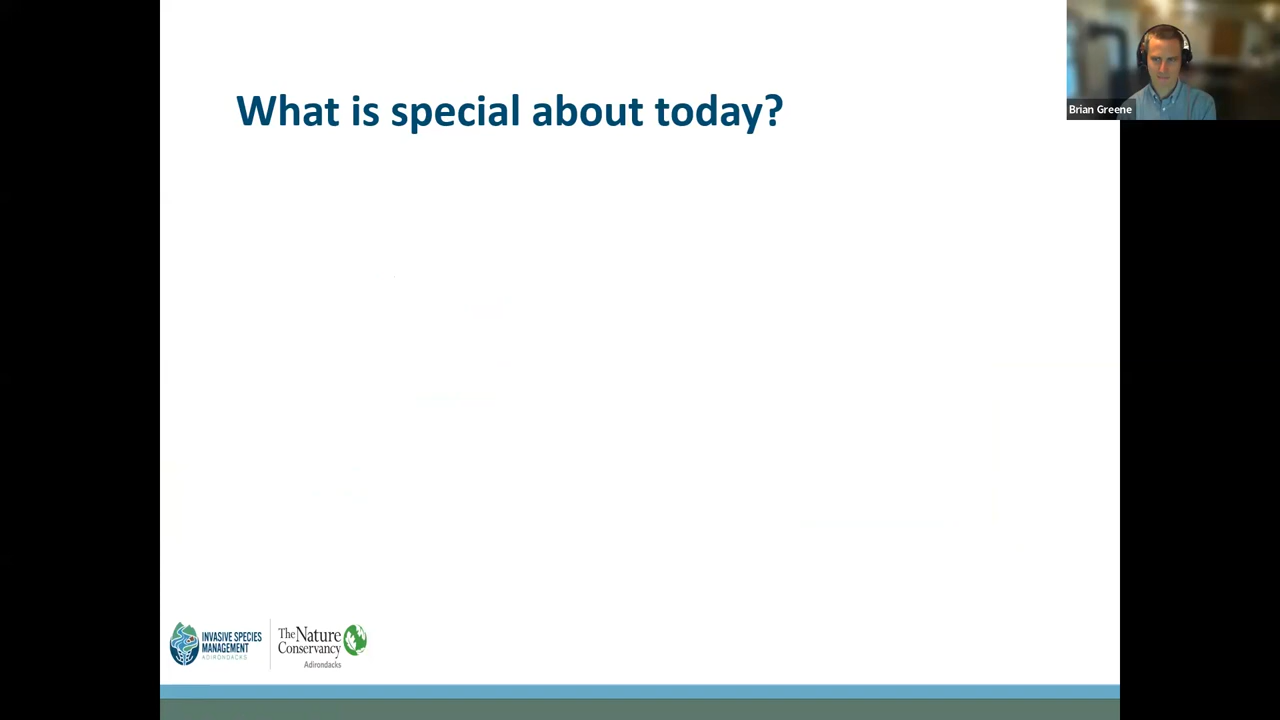 What is special about today?
Brian Greene
INVASIVE SPECIES
MANAGEMENT
ADIRONDACKS
The Nature
Conservancy
Adirondacks